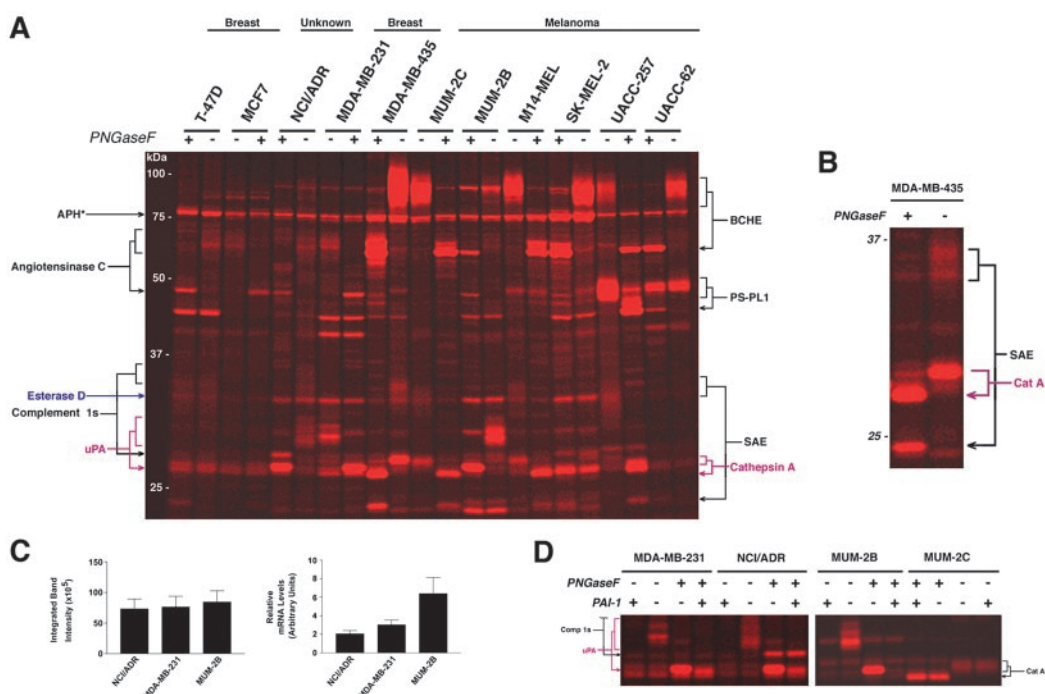 A
Breast Unknown Breast Melanoma
T-47D MCF7 NCI/ADR MDA-MB-231 MDA-MB-435 MUM-2C MUM-2B M14-MEL SK-MEL-2 UACC-257 UACC-62
PNGaseF + - - + + - - + + - - + + - - + + - - + + -
kDa
100 -
75 -
50 -
37 -
25 -
APH*
Angiotensinase C
Esterase D
Complement 1s
uPA
BCHE
PS-PL1
SAE
Cathepsin A
B
MDA-MB-435
PNGaseF + -
37 -
25 -
SAE
Cat A
C
Integrated Band
Intensity (x10⁵)
150
100
50
0
NCI/ADR MDA-MB-231 MUM-2B
Relative
mRNA Levels
(Arbitrary Units)
10
8
6
4
2
0
NCI/ADR MDA-MB-231 MUM-2B
D
MDA-MB-231 NCI/ADR MUM-2B MUM-2C
PNGaseF - - + + - - + + - - + + + + - -
PAI-1 + - - + + - - + + - - + + - - +
Comp 1s
uPA
Cat A